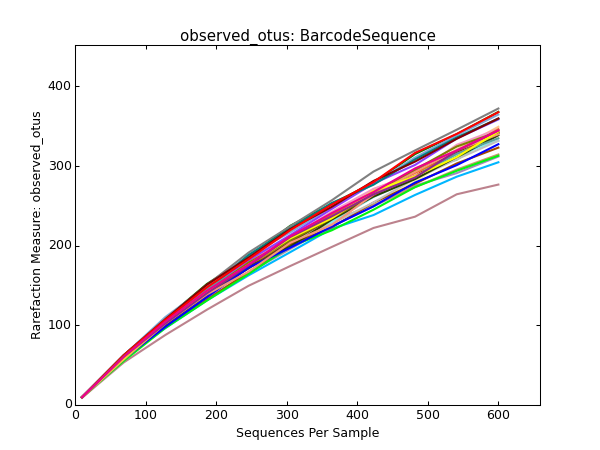 observed_otus: BarcodeSequence
Rarefaction Measure: observed_otus
400
300
200
100
0
0 100 200 300 400 500 600
Sequences Per Sample